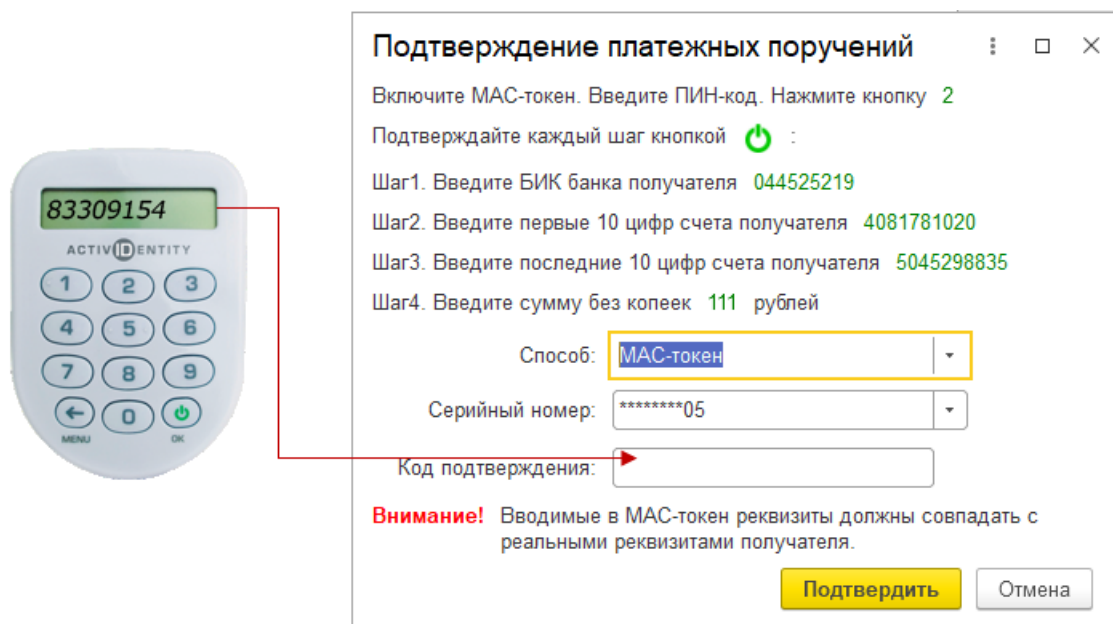 Подтверждение платежных поручений
Включите МАС-токен. Введите ПИН-код. Нажмите кнопку 2
Подтверждайте каждый шаг кнопкой :
Шаг1. Введите БИК банка получателя 044525219
Шаг2. Введите первые 10 цифр счета получателя 4081781020
Шаг3. Введите последние 10 цифр счета получателя 5045298835
Шаг4. Введите сумму без копеек 111 рублей
Способ: МАС-токен
Серийный номер: ********05
Код подтверждения:
Внимание! Вводимые в МАС-токен реквизиты должны совпадать с
реальными реквизитами получателя.
Подтвердить Отмена
83309154
ACTIVIDENTITY
1 2 3
4 5 6
7 8 9
0
MENU OK